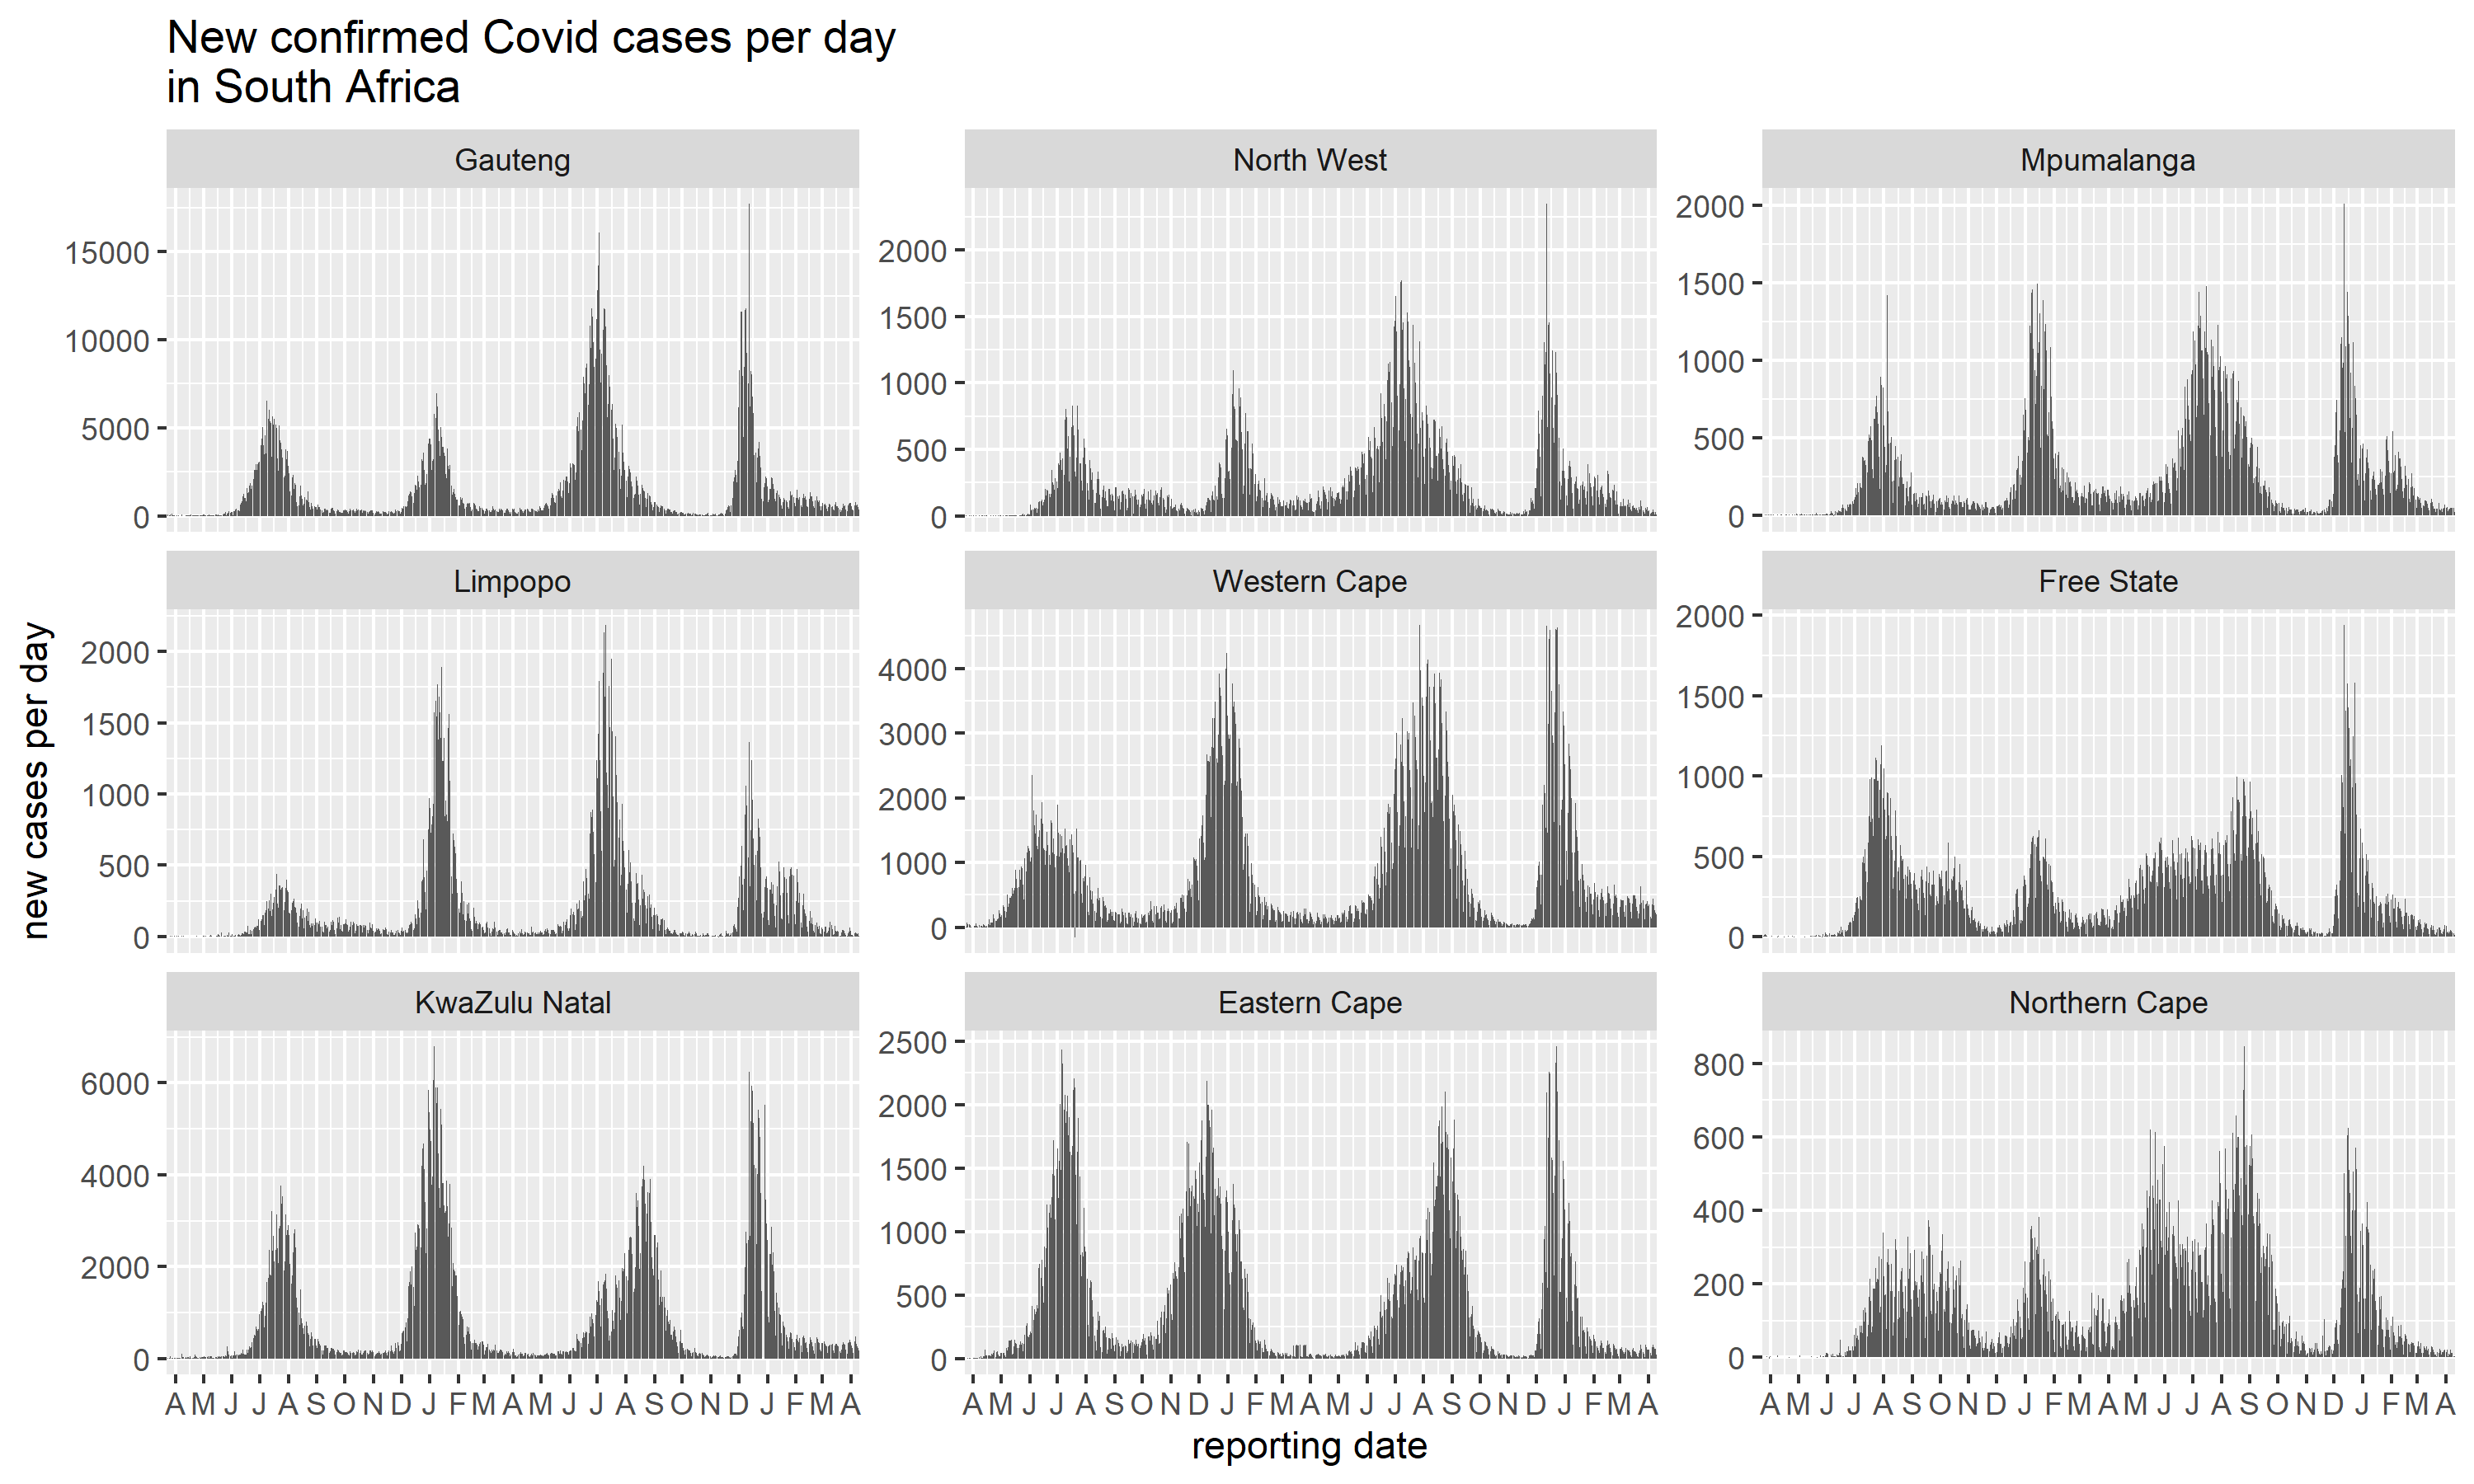 New confirmed Covid cases per day
in South Africa
Gauteng
North West
Mpumalanga
15000
10000
5000
0
2000
1500
1000
500
0
2000
1500
1000
500
0
Limpopo
Western Cape
Free State
2000
1500
1000
500
0
4000
3000
2000
1000
0
2000
1500
1000
500
0
new cases per day
KwaZulu Natal
Eastern Cape
Northern Cape
6000
4000
2000
0
2500
2000
1500
1000
500
0
800
600
400
200
0
A M J J A S O N D J F M A M J J A S O N D J F M A
A M J J A S O N D J F M A M J J A S O N D J F M A
A M J J A S O N D J F M A M J J A S O N D J F M A
reporting date